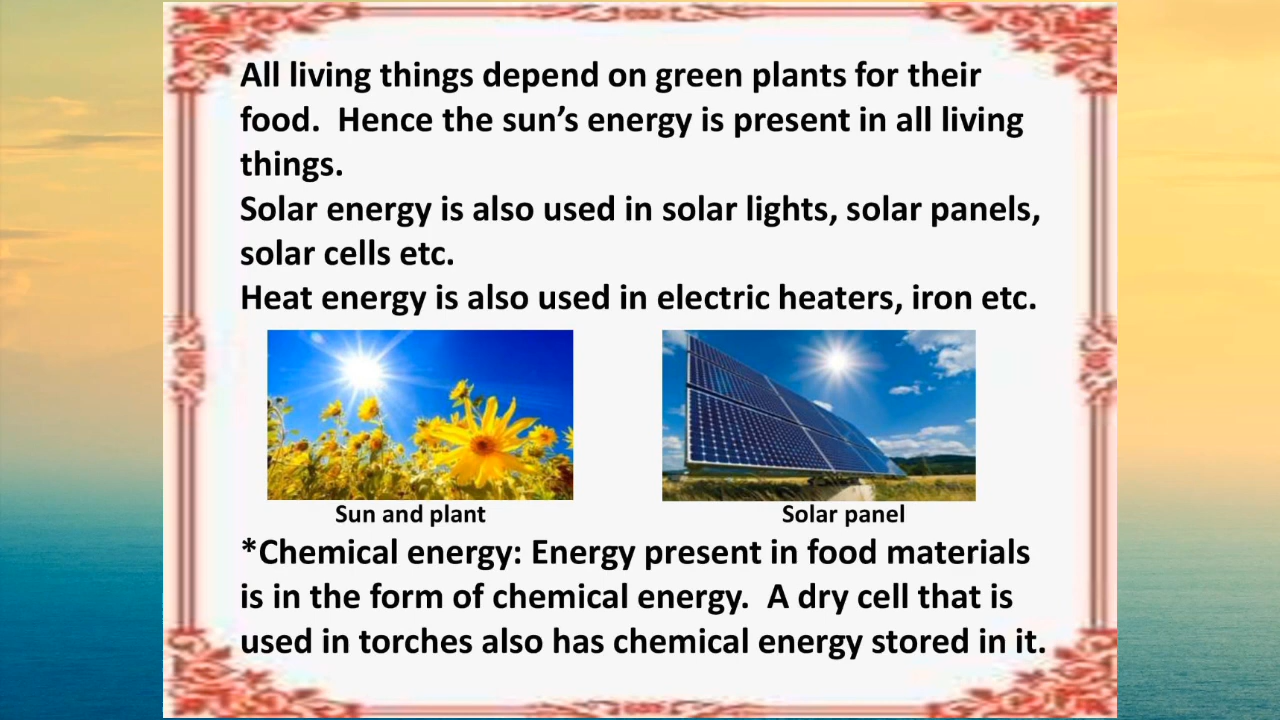 All living things depend on green plants for their
food.  Hence the sun’s energy is present in all living
things.
Solar energy is also used in solar lights, solar panels,
solar cells etc.
Heat energy is also used in electric heaters, iron etc.
Sun and plant
Solar panel
*Chemical energy: Energy present in food materials
is in the form of chemical energy.  A dry cell that is
used in torches also has chemical energy stored in it.